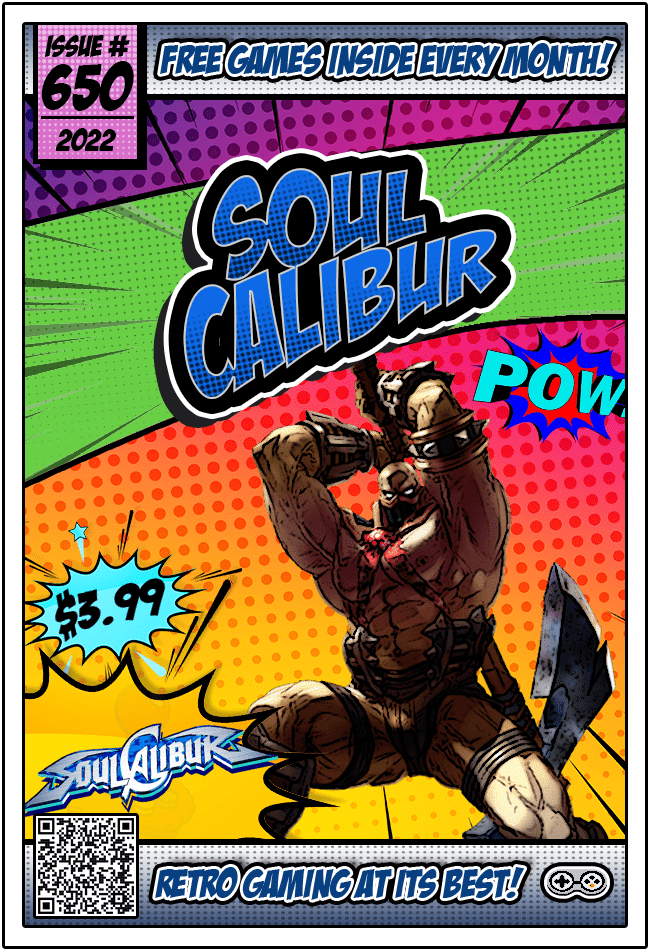 ISSUE #
650
2022
FREE GAMES INSIDE EVERY MONTH!
SOUL
CALIBUR
POW
$3.99
SOULCALIBUR
RETRO GAMING AT ITS BEST!